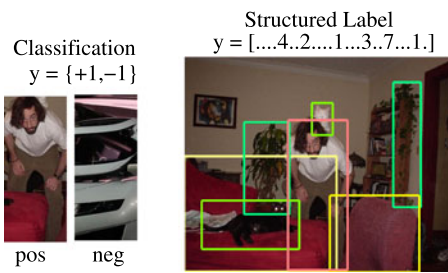 Classification
y = {+1,−1}
pos neg
Structured Label
y = [....4..2....1...3..7...1.]